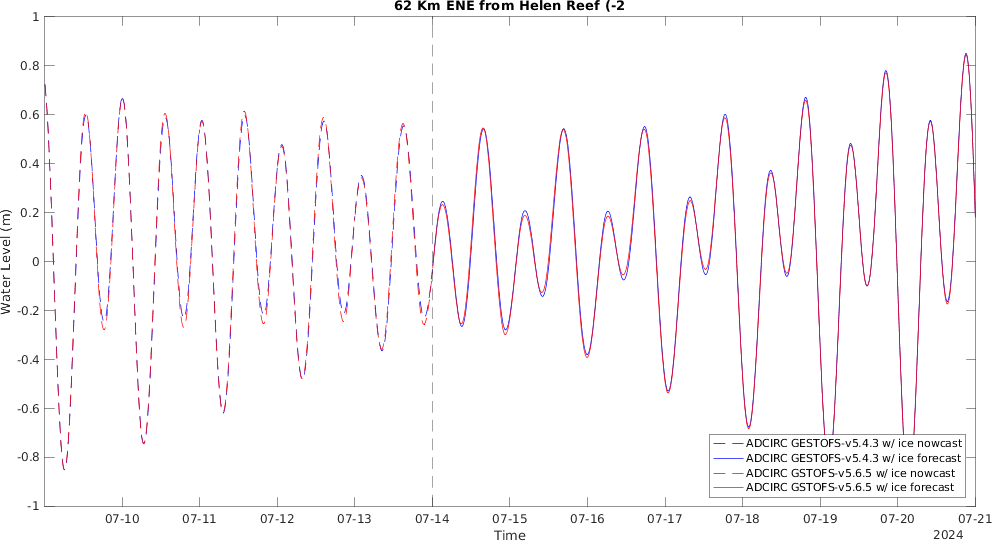 62 Km ENE from Helen Reef (-2
1
0.8
0.6
0.4
0.2
0
-0.2
-0.4
-0.6
-0.8
-1
Water Level (m)
ADCIRC GESTOFS-v5.4.3 w/ ice nowcast
ADCIRC GESTOFS-v5.4.3 w/ ice forecast
ADCIRC GSTOFS-v5.6.5 w/ ice nowcast
ADCIRC GSTOFS-v5.6.5 w/ ice forecast
07-10 07-11 07-12 07-13 07-14 07-15 07-16 07-17 07-18 07-19 07-20 07-21
Time
2024